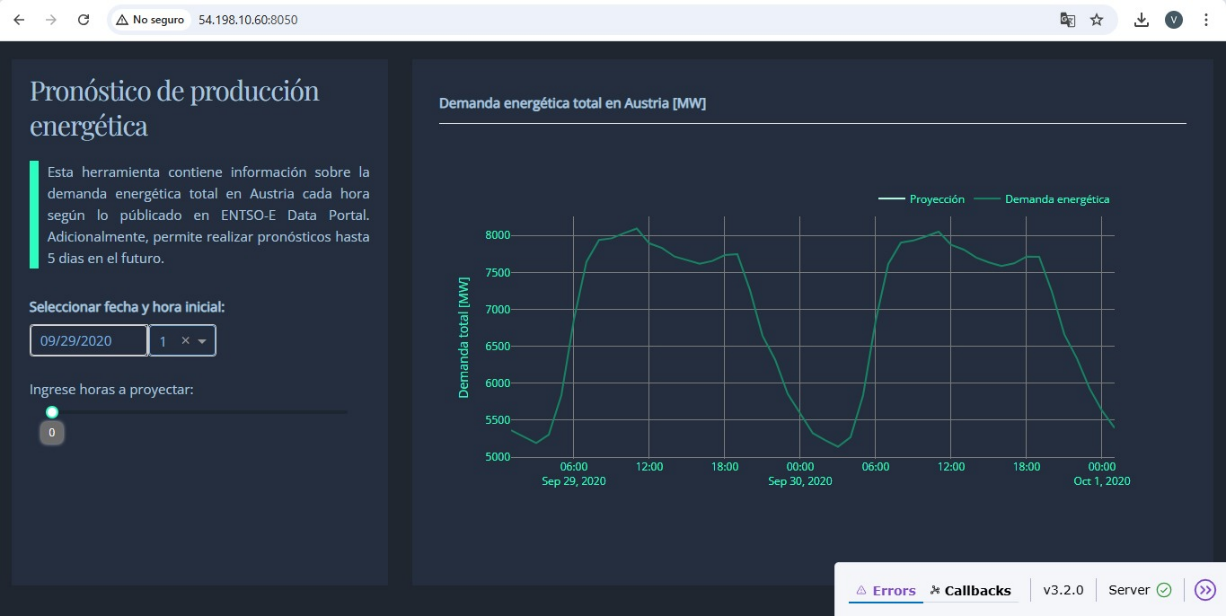 No seguro
54.198.10.60:8050
V
Pronóstico de producción
energética
Esta herramienta contiene información sobre la
demanda energética total en Austria cada hora
según lo públicado en ENTSO-E Data Portal.
Adicionalmente, permite realizar pronósticos hasta
5 dias en el futuro.
Seleccionar fecha y hora inicial:
09/29/2020
1 ×
Ingrese horas a proyectar:
0
Demanda energética total en Austria [MW]
Proyección
Demanda energética
Demanda total [MW]
8000
7500
7000
6500
6000
5500
5000
06:00 12:00 18:00 00:00 06:00 12:00 18:00 00:00
Sep 29, 2020 Sep 30, 2020 Oct 1, 2020
Errors Callbacks v3.2.0 Server